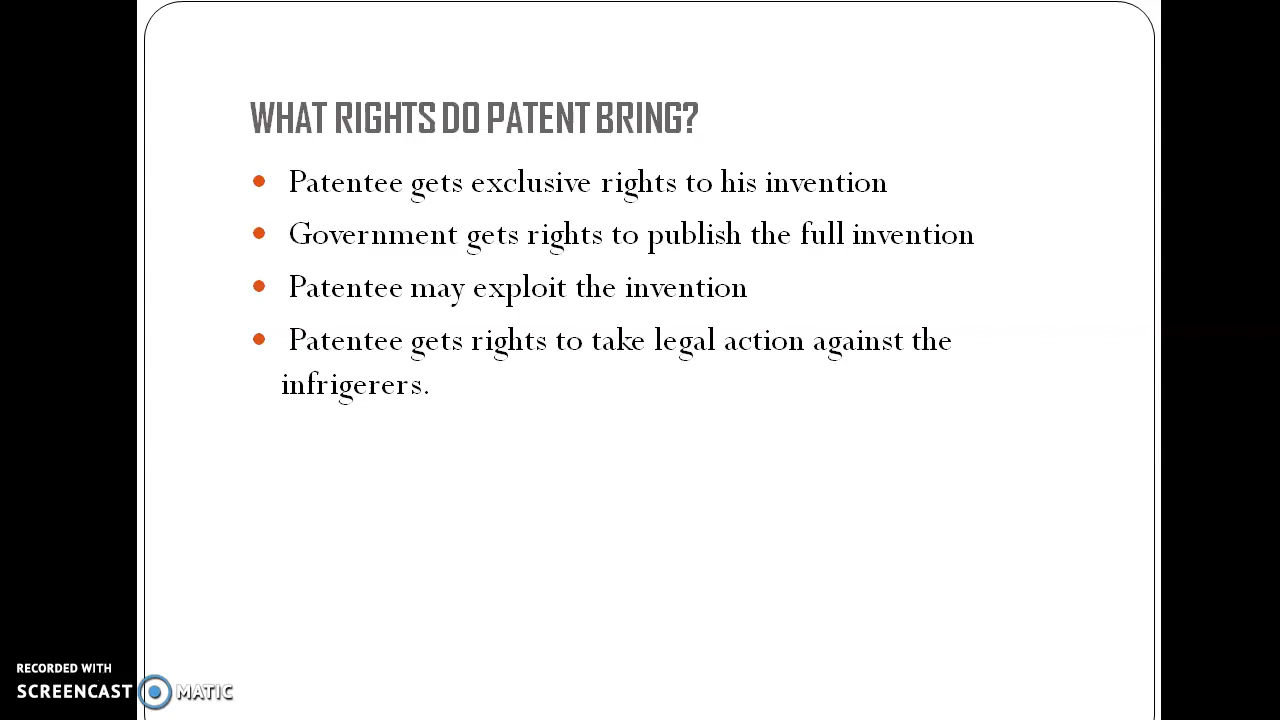 WHAT RIGHTS DO PATENT BRING?
Patentee gets exclusive rights to his invention
Government gets rights to publish the full invention
Patentee may exploit the invention
Patentee gets rights to take legal action against the
infrigerers.
RECORDED WITH
SCREENCAST MATIC